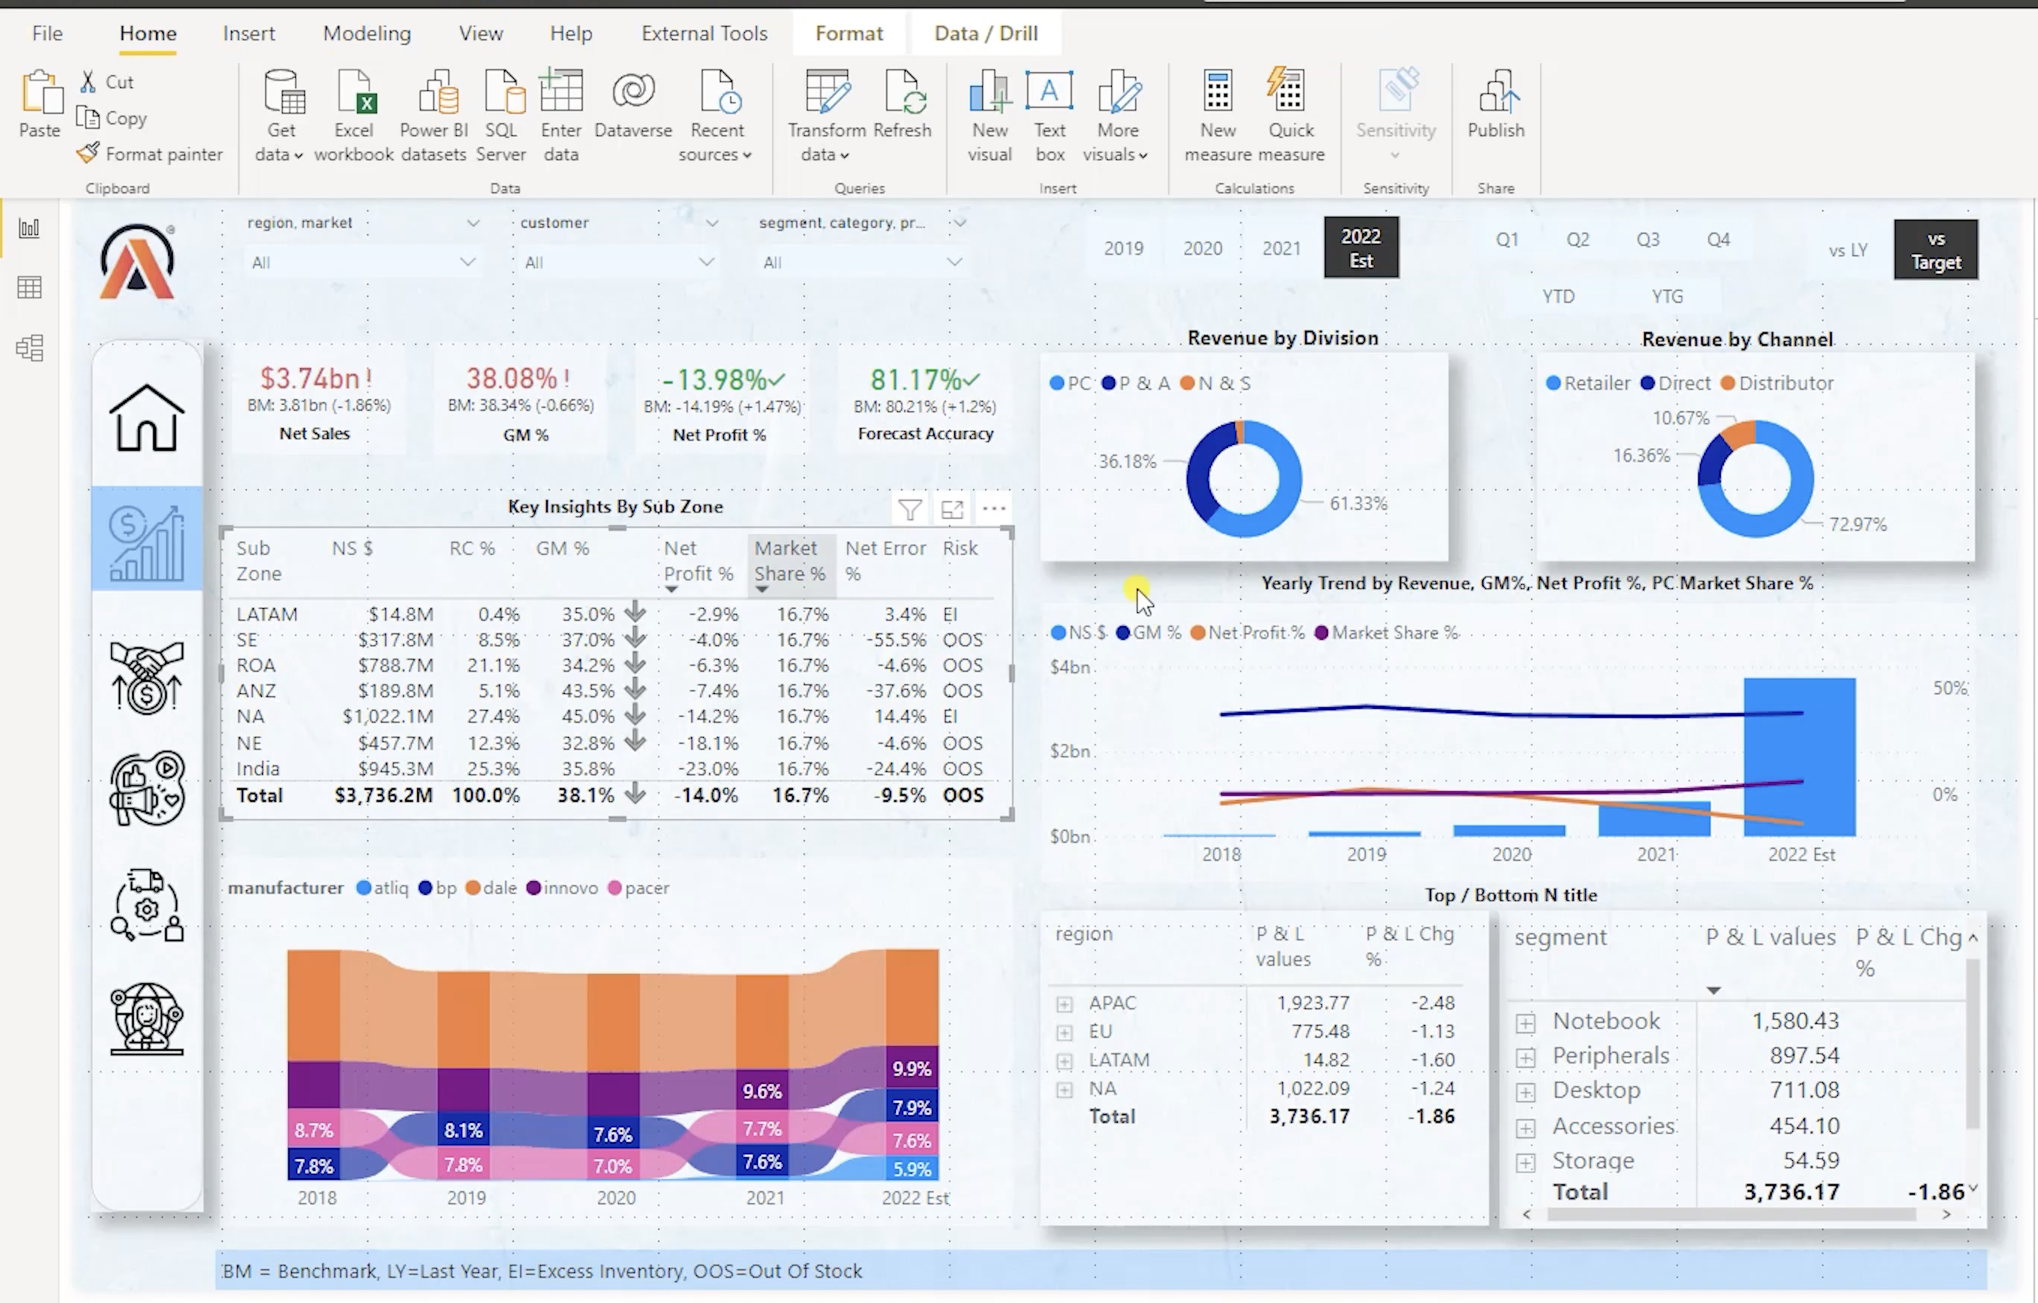 File Home Insert Modeling View Help External Tools Format Data / Drill
Paste
Cut
Copy
Format painter
Clipboard
Get data
Excel workbook
Power BI datasets
SQL Server
Enter data
Dataverse
Recent sources
Data
Transform data
Refresh
Queries
New visual
Text box
More visuals
Insert
New measure
Quick measure
Calculations
Sensitivity
Sensitivity
Publish
Share
region, market
All
customer
All
segment, category, pr...
All
2019 2020 2021 2022 Est
Q1 Q2 Q3 Q4
YTD YTG
vs LY
vs Target
$3.74bn !
BM: 3.81bn (-1.86%)
Net Sales
38.08% !
BM: 38.34% (-0.66%)
GM %
-13.98%✓
BM: -14.19% (+1.47%)
Net Profit %
81.17%✓
BM: 80.21% (+1.2%)
Forecast Accuracy
Revenue by Division
PC P & A N & S
36.18%
61.33%
Revenue by Channel
Retailer Direct Distributor
10.67%
16.36%
72.97%
Key Insights By Sub Zone
Sub Zone NS $ RC % GM % Net Profit % Market Share % Net Error % Risk
LATAM $14.8M 0.4% 35.0% -2.9% 16.7% 3.4% EI
SE $317.8M 8.5% 37.0% -4.0% 16.7% -55.5% OOS
ROA $788.7M 21.1% 34.2% -6.3% 16.7% -4.6% OOS
ANZ $189.8M 5.1% 43.5% -7.4% 16.7% -37.6% OOS
NA $1,022.1M 27.4% 45.0% -14.2% 16.7% 14.4% EI
NE $457.7M 12.3% 32.8% -18.1% 16.7% -4.6% OOS
India $945.3M 25.3% 35.8% -23.0% 16.7% -24.4% OOS
Total $3,736.2M 100.0% 38.1% -14.0% 16.7% -9.5% OOS
Yearly Trend by Revenue, GM%, Net Profit %, PC Market Share %
NS $ GM % Net Profit % Market Share %
$4bn
50%
$2bn
0%
$0bn
2018 2019 2020 2021 2022 Est
manufacturer atliq bp dale innovo pacer
8.7%
7.8%
8.1%
7.8%
7.6%
7.0%
9.6%
7.7%
7.6%
9.9%
7.9%
7.6%
5.9%
2018 2019 2020 2021 2022 Est
Top / Bottom N title
region P & L values P & L Chg %
APAC 1,923.77 -2.48
EU 775.48 -1.13
LATAM 14.82 -1.60
NA 1,022.09 -1.24
Total 3,736.17 -1.86
segment P & L values P & L Chg %
Notebook 1,580.43
Peripherals 897.54
Desktop 711.08
Accessories 454.10
Storage 54.59
Total 3,736.17 -1.86
BM = Benchmark, LY=Last Year, EI=Excess Inventory, OOS=Out Of Stock